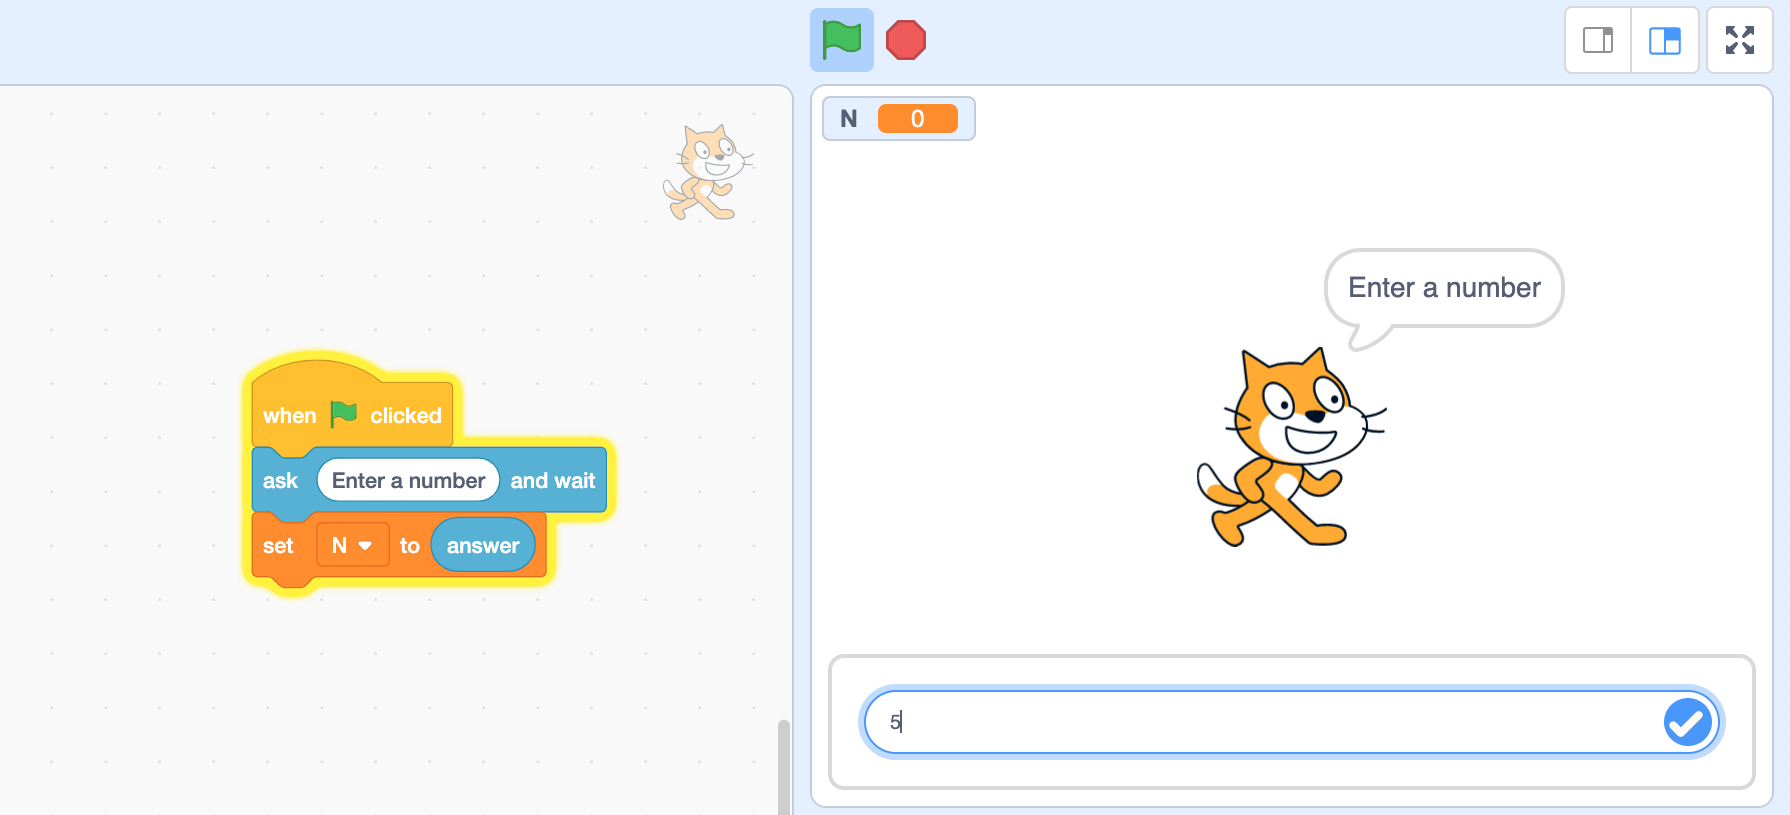 N 0
Enter a number
when clicked
ask Enter a number and wait
set N to answer
5